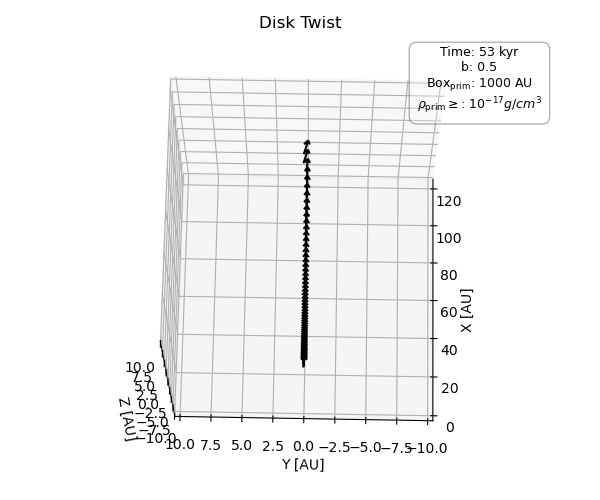 Disk Twist
Time: 53 kyr
b: 0.5
Box_prim: 1000 AU
ρ_prim ≥: 10^-17 g/cm^3
120
100
80
60
40
20
0
X [AU]
10.0
7.5
5.0
2.5
0.0
−2.5
−5.0
−7.5
−10.0
Z [AU]
10.0 7.5 5.0 2.5 0.0 −2.5 −5.0 −7.5 −10.0
Y [AU]